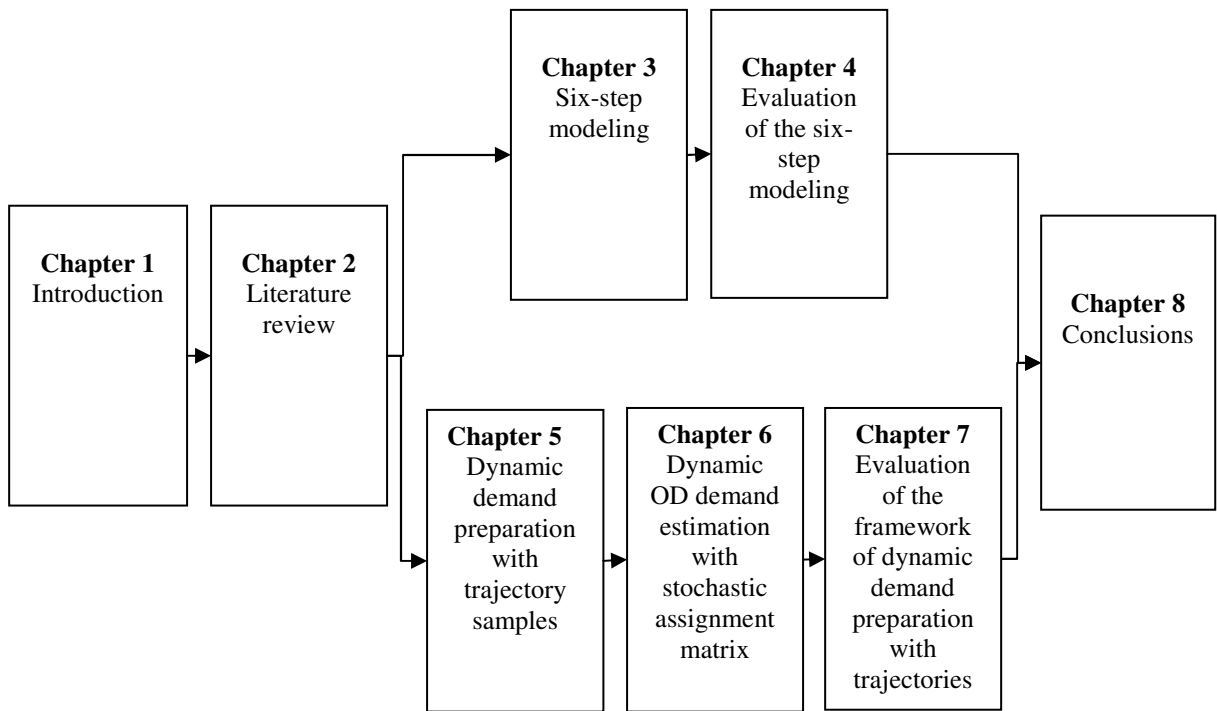 Chapter 1
Introduction
Chapter 2
Literature
review
Chapter 3
Six-step
modeling
Chapter 4
Evaluation
of the six-
step
modeling
Chapter 5
Dynamic
demand
preparation
with
trajectory
samples
Chapter 6
Dynamic
OD demand
estimation
with
stochastic
assignment
matrix
Chapter 7
Evaluation
of the
framework
of dynamic
demand
preparation
with
trajectories
Chapter 8
Conclusions